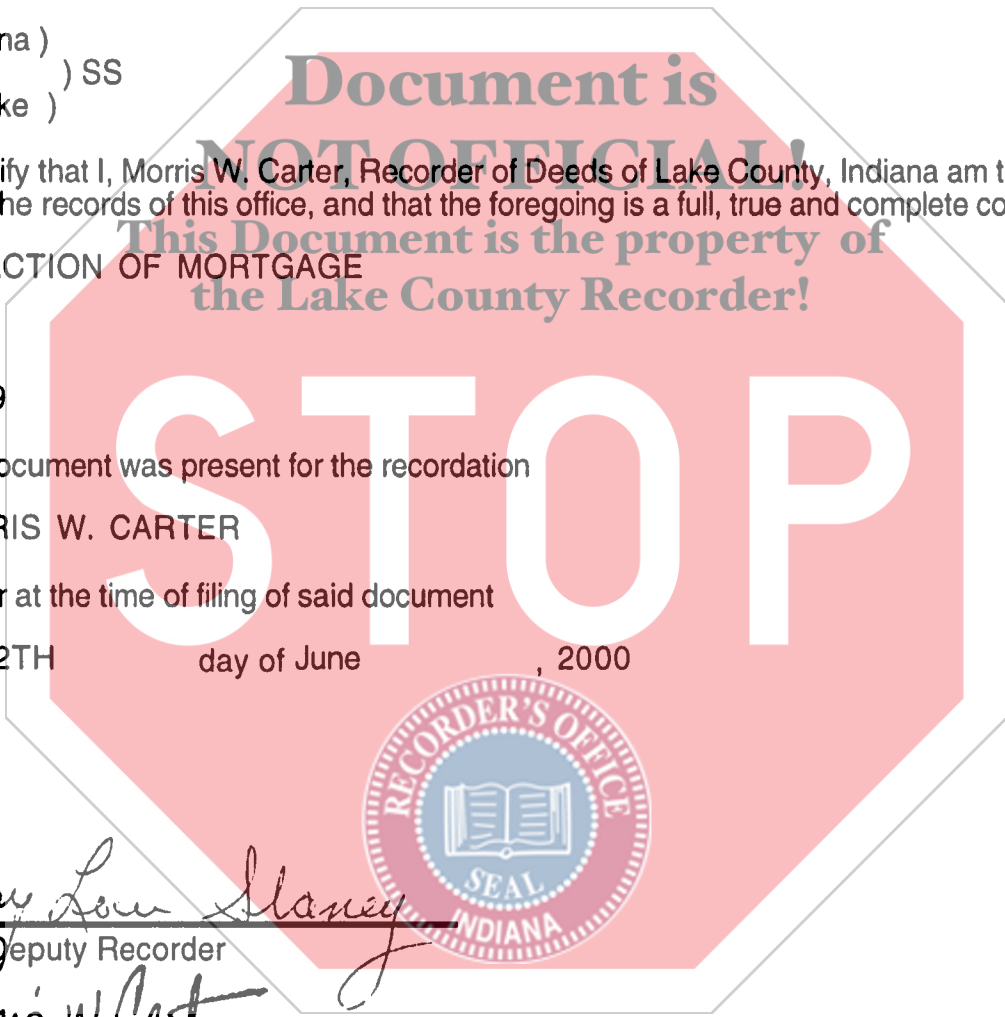 na )
) SS
ke )
Document is
NOT OFFICIAL!
This Document is the property of
the Lake County Recorder!
ify that I, Morris W. Carter, Recorder of Deeds of Lake County, Indiana am t
he records of this office, and that the foregoing is a full, true and complete co
CTION OF MORTGAGE
9
STOP
ocument was present for the recordation
RIS W. CARTER
r at the time of filing of said document
2TH day of June , 2000
RECORDER'S OFFICE
SEAL
INDIANA
y Lou Slaney
Deputy Recorder